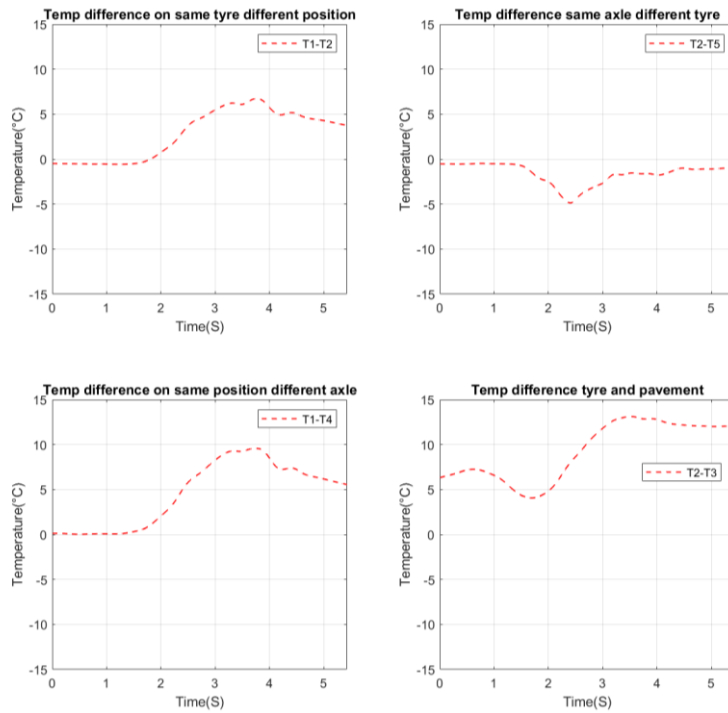 Temp difference on same tyre different position
15
10
5
0
-5
-10
-15
Temperature(°C)
T1-T2
0 1 2 3 4 5
Time(S)
Temp difference same axle different tyre
15
10
5
0
-5
-10
-15
Temperature(°C)
T2-T5
0 1 2 3 4 5
Time(S)
Temp difference on same position different axle
15
10
5
0
-5
-10
-15
Temperature(°C)
T1-T4
0 1 2 3 4 5
Time(S)
Temp difference tyre and pavement
15
10
5
0
-5
-10
-15
Temperature(°C)
T2-T3
0 1 2 3 4 5
Time(S)